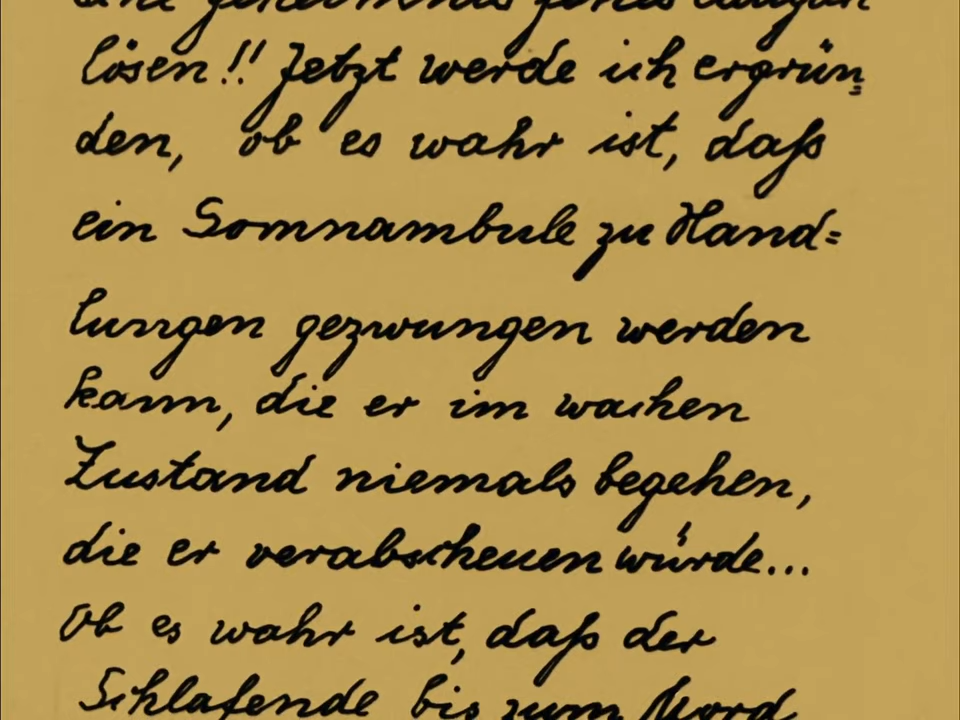 lösen!! Jetzt werde ich ergrün=
den, ob es wahr ist, daß
ein Somnambule zu Hand=
lungen gezwungen werden
kann, die er im wachen
Zustand niemals begehen,
die er verabscheuen würde...
Ob es wahr ist, daß der
Schlafende bis zum Mord